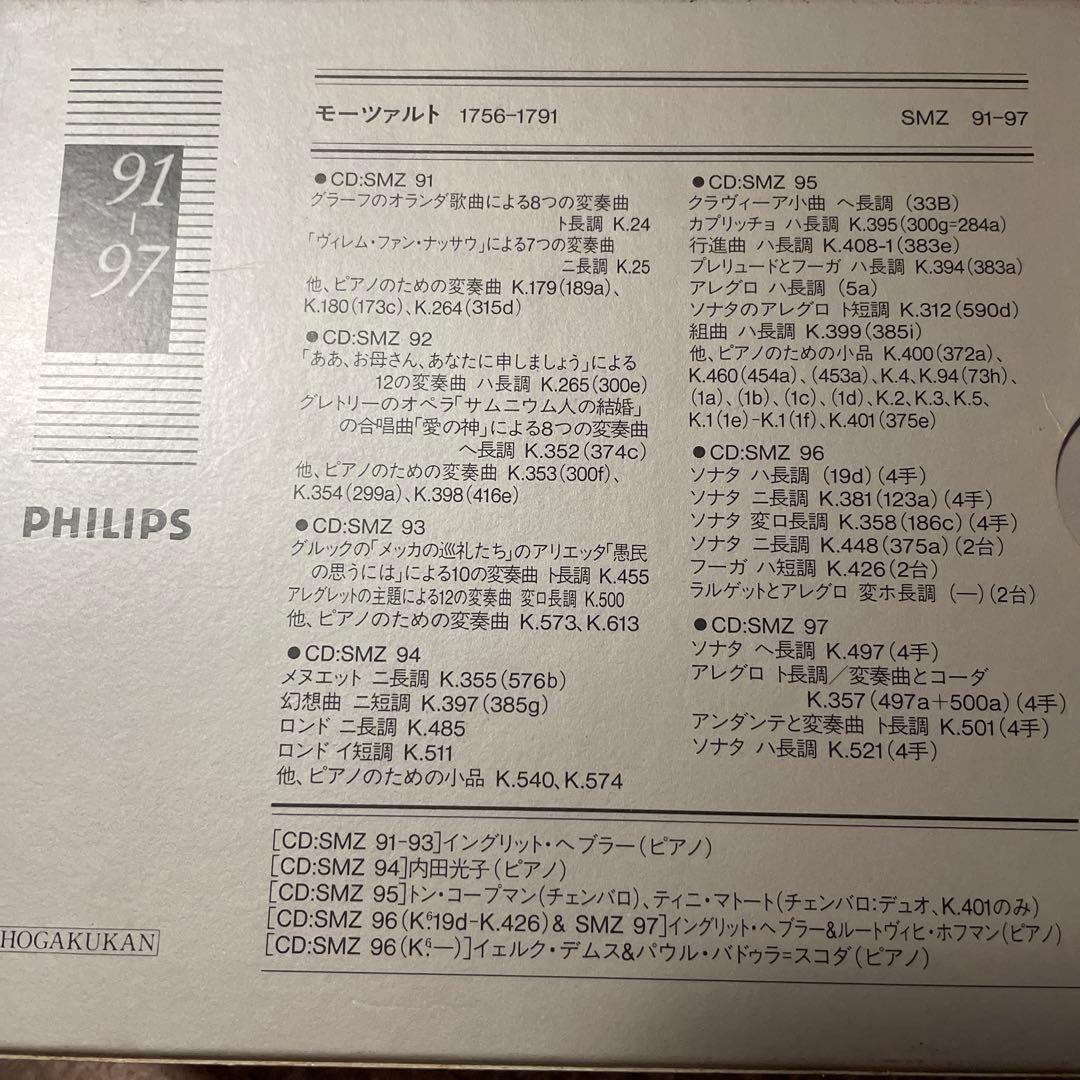 91
-
97
PHILIPS
モーツァルト 1756-1791
SMZ 91-97
●CD:SMZ 91
グラーフのオランダ歌曲による8つの変奏曲
ト長調 K.24
「ヴィレム・ファン・ナッサウ」による7つの変奏曲
ニ長調 K.25
他、ピアノのための変奏曲 K.179(189a)、
K.180(173c)、K.264(315d)
●CD:SMZ 92
「ああ、お母さん、あなたに申しましょう」による
12の変奏曲 ハ長調 K.265(300e)
グレトリーのオペラ「サムニウム人の結婚」
の合唱曲「愛の神」による8つの変奏曲
ヘ長調 K.352(374c)
他、ピアノのための変奏曲 K.353(300f)、
K.354(299a)、K.398(416e)
●CD:SMZ 93
グルックの「メッカの巡礼たち」のアリエッタ「愚民
の思うには」による10の変奏曲 ト長調 K.455
アレグレットの主題による12の変奏曲 変ロ長調 K.500
他、ピアノのための変奏曲 K.573、K.613
●CD:SMZ 94
メヌエット ニ長調 K.355(576b)
幻想曲 ニ短調 K.397(385g)
ロンド ニ長調 K.485
ロンド イ短調 K.511
他、ピアノのための小品 K.540、K.574
●CD:SMZ 95
クラヴィーア小曲 ヘ長調 (33B)
カプリッチョ ハ長調 K.395(300g=284a)
行進曲 ハ長調 K.408-1(383e)
プレリュードとフーガ ハ長調 K.394(383a)
アレグロ ハ長調 (5a)
ソナタのアレグロ ト短調 K.312(590d)
組曲 ハ長調 K.399(385i)
他、ピアノのための小品 K.400(372a)、
K.460(454a)、(453a)、K.4、K.94(73h)、
(1a)、(1b)、(1c)、(1d)、K.2、K.3、K.5、
K.1(1e)-K.1(1f)、K.401(375e)
●CD:SMZ 96
ソナタ ハ長調 (19d)(4手)
ソナタ ニ長調 K.381(123a)(4手)
ソナタ 変ロ長調 K.358(186c)(4手)
ソナタ ニ長調 K.448(375a)(2台)
フーガ ハ短調 K.426(2台)
ラルゲットとアレグロ 変ホ長調 (—)(2台)
●CD:SMZ 97
ソナタ ヘ長調 K.497(4手)
アレグロ ト長調/変奏曲とコーダ
K.357(497a+500a)(4手)
アンダンテと変奏曲 ト長調 K.501(4手)
ソナタ ハ長調 K.521(4手)
[CD:SMZ 91-93]イングリット・ヘブラー(ピアノ)
[CD:SMZ 94]内田光子(ピアノ)
[CD:SMZ 95]トン・コープマン(チェンバロ)、ティニ・マトート(チェンバロ:デュオ、K.401のみ)
[CD:SMZ 96(K⁶.19d-K.426)& SMZ 97]イングリット・ヘブラー&ルートヴィヒ・ホフマン(ピアノ)
[CD:SMZ 96(K⁶.—)]イェルク・デムス&パウル・バドゥラ=スコダ(ピアノ)
HOGAKUKAN